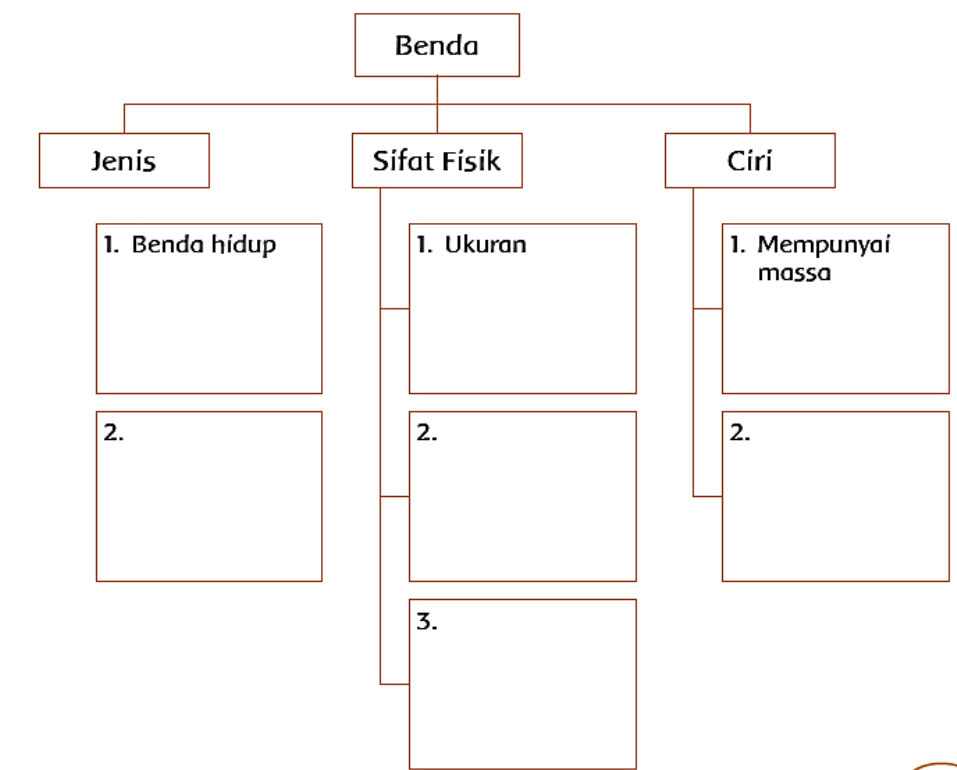 Benda
Jenis
Sifat Fisik
Ciri
1. Benda hidup
2.
1. Ukuran
2.
3.
1. Mempunyai
massa
2.